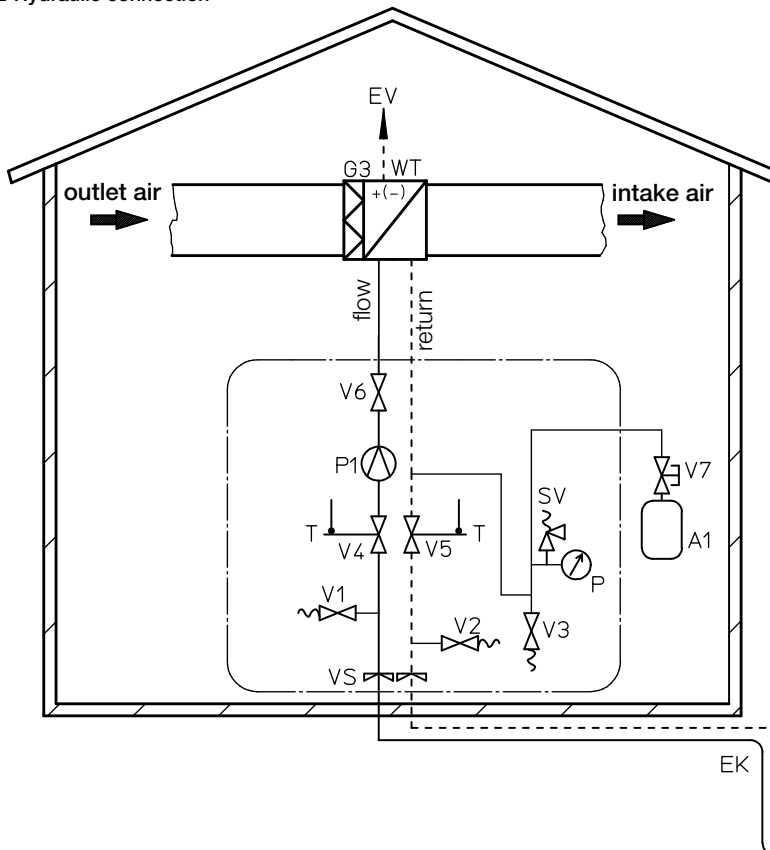 Hydraulic connection
EV
G3 WT
+(-)
outlet air
intake air
flow
return
V6
P1
V7
SV
A1
T
V4
V5
T
P
V1
V2
V3
VS
EK